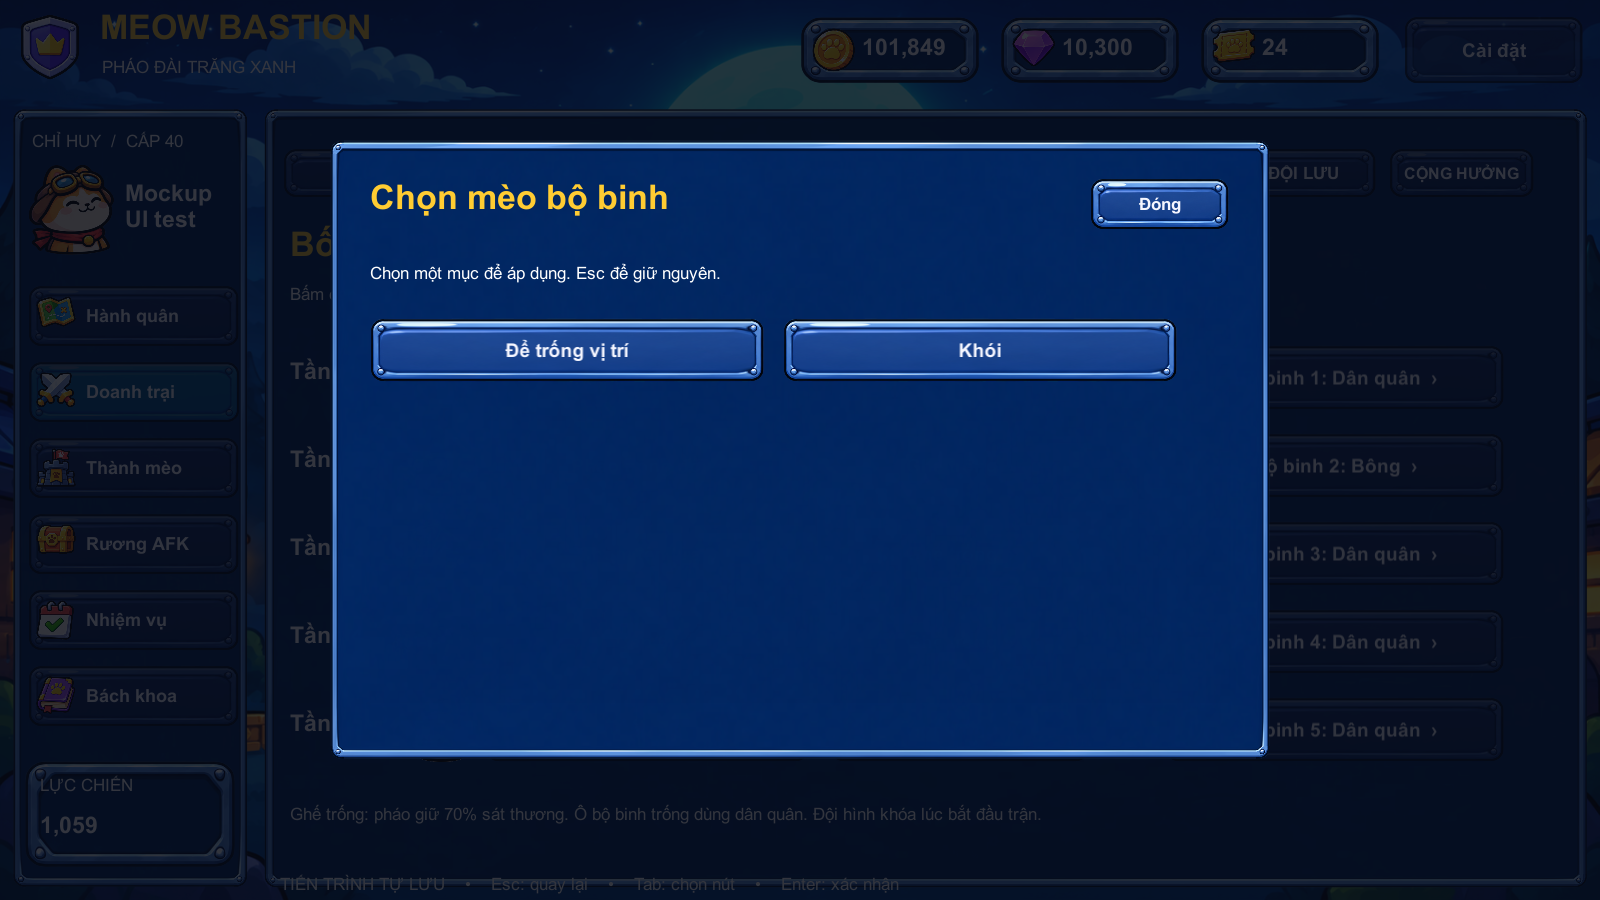 MEOW BASTION
PHÁO ĐÀI TRĂNG XANH
101,849
10,300
24
Cài đặt
CHỈ HUY / CẤP 40
Mockup
UI test
Hành quân
Doanh trại
Thành mèo
Rương AFK
Nhiệm vụ
Bách khoa
LỰC CHIẾN
1,059
ĐỘI LƯU
CỘNG HƯỞNG
Chọn mèo bộ binh
Đóng
Chọn một mục để áp dụng. Esc để giữ nguyên.
Để trống vị trí
Khói
Bấm
binh 1: Dân quân ›
binh 2: Bông ›
binh 3: Dân quân ›
binh 4: Dân quân ›
binh 5: Dân quân ›
Ghế trống: pháo giữ 70% sát thương. Ô bộ binh trống dùng dân quân. Đội hình khóa lúc bắt đầu trận.
TIẾN TRÌNH TỰ LƯU • Esc: quay lại • Tab: chọn nút • Enter: xác nhận